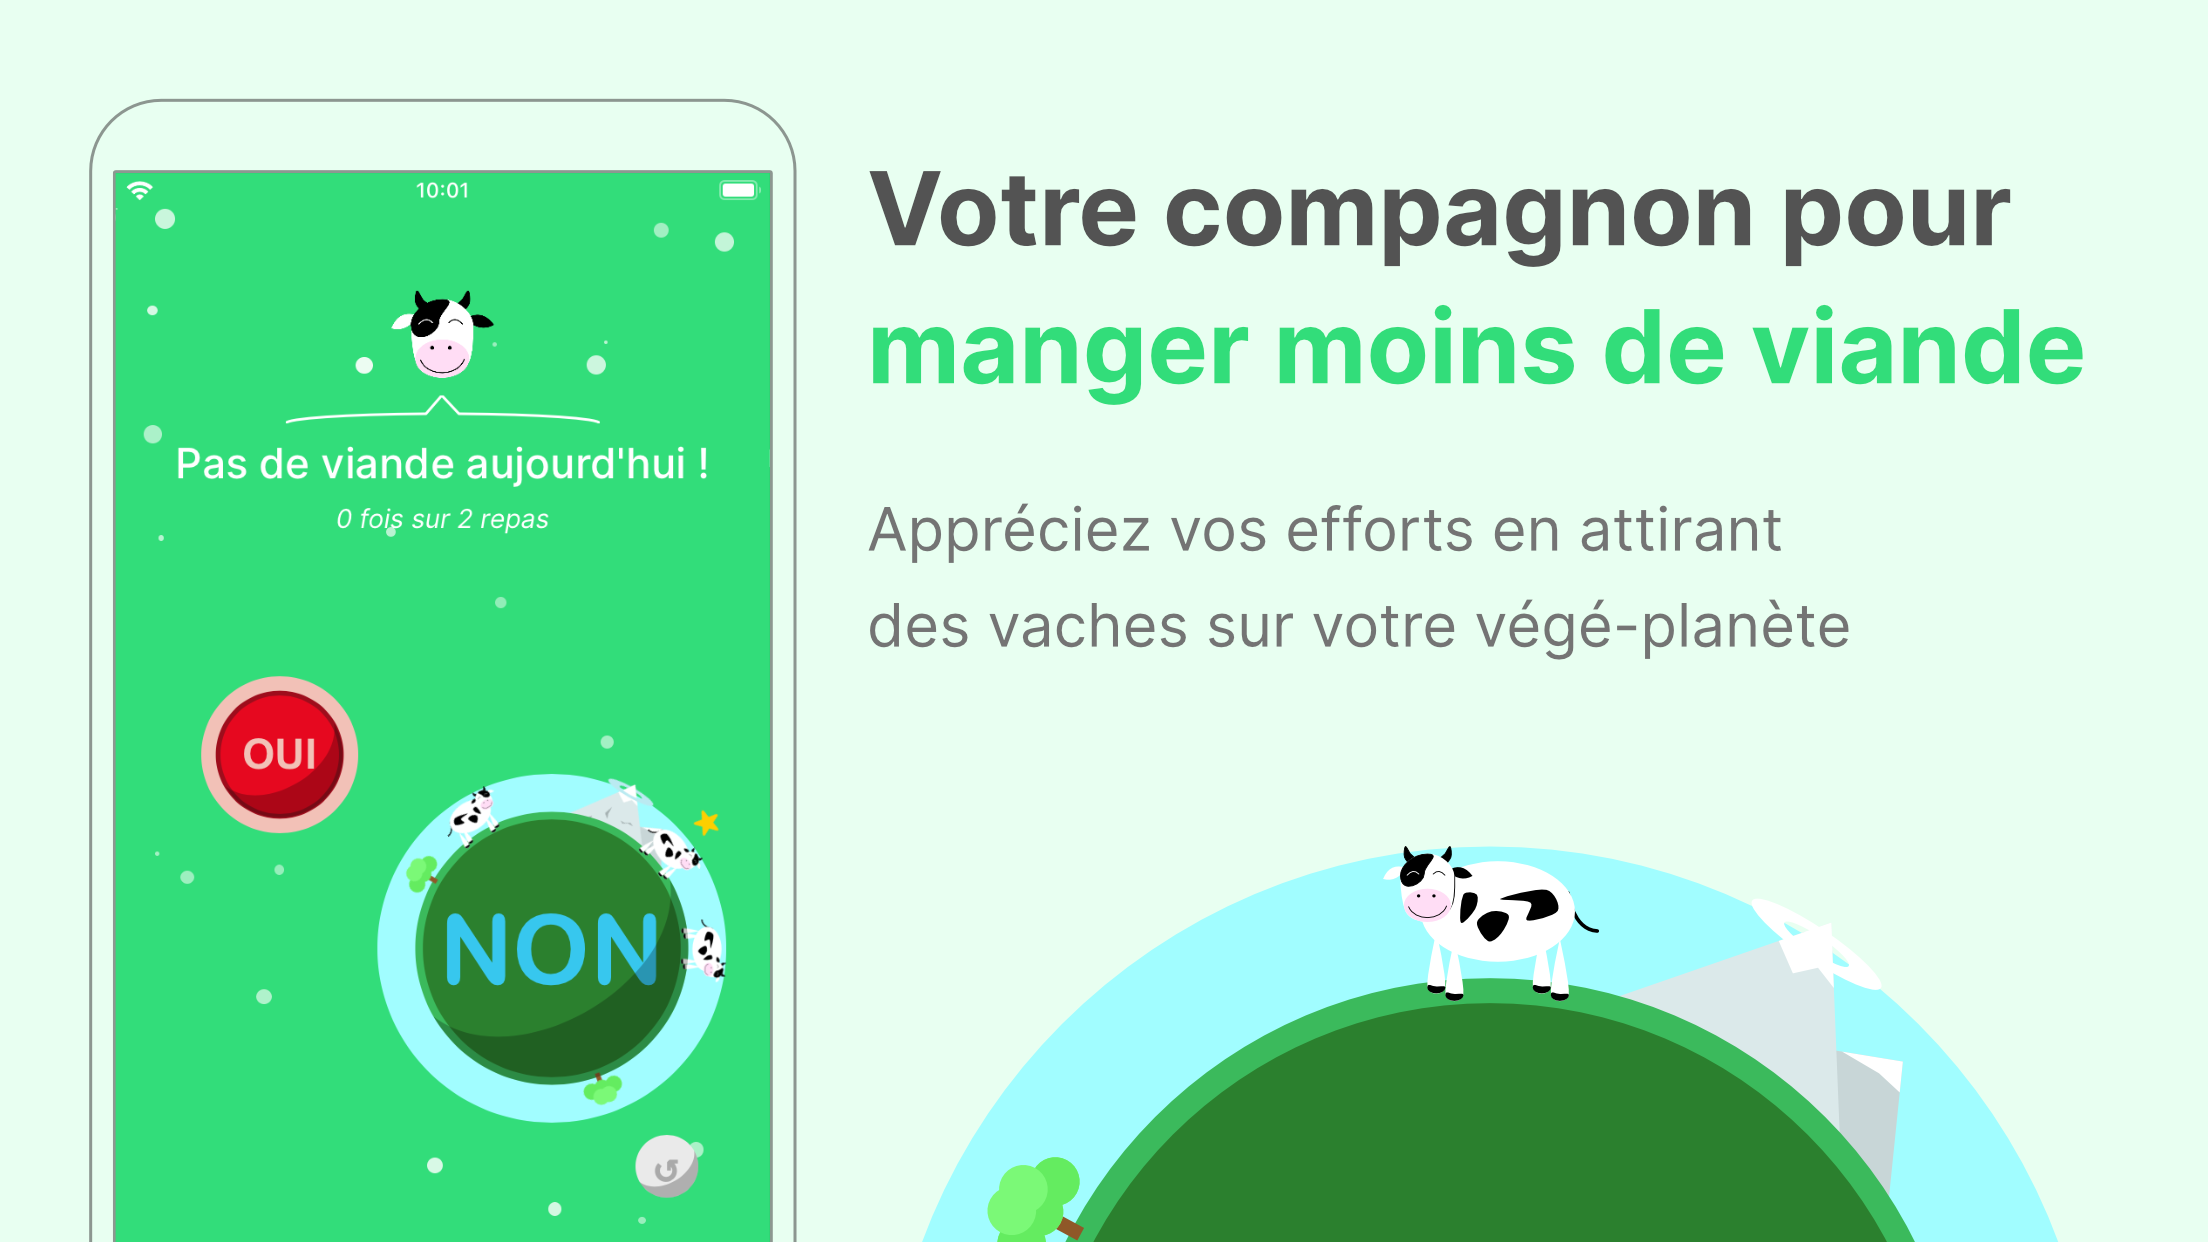 10:01
Pas de viande aujourd'hui !
0 fois sur 2 repas
OUI
NON
Votre compagnon pour
manger moins de viande
Appréciez vos efforts en attirant
des vaches sur votre végé-planète